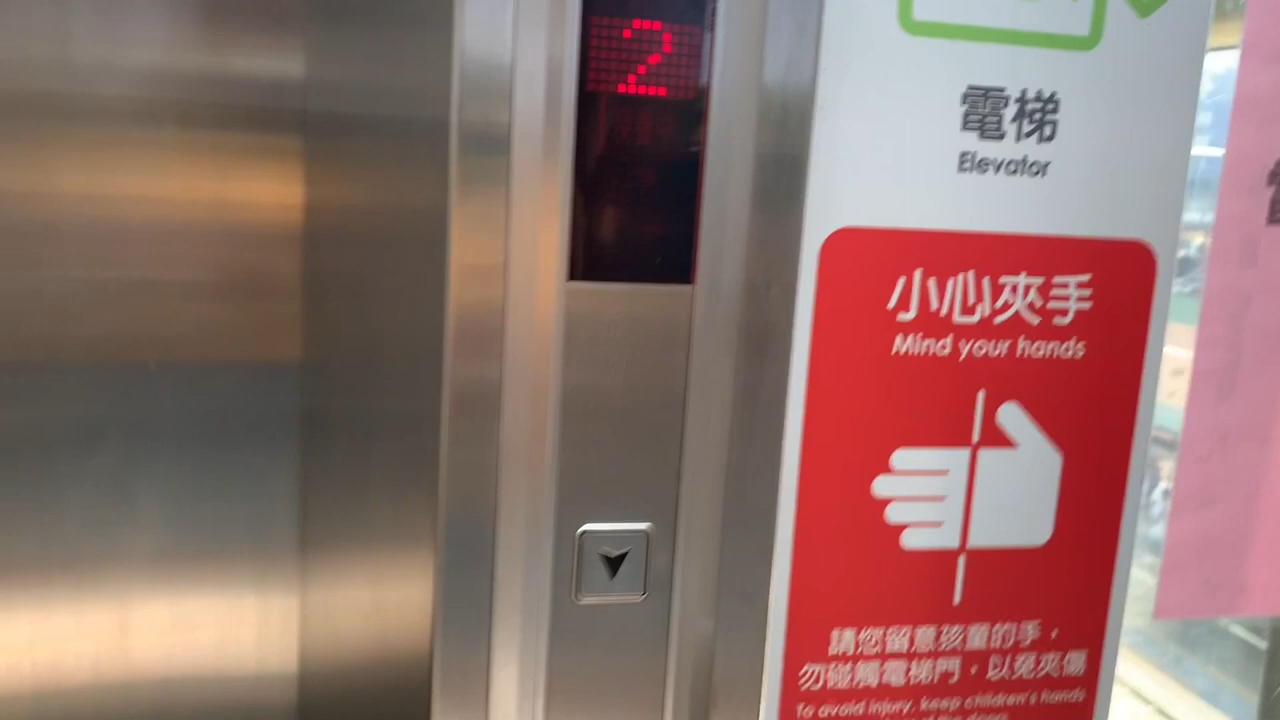 2
電梯
Elevator
小心夾手
Mind your hands
請您留意孩童的手，
勿碰觸電梯門，以免夾傷
To avoid injury, keep children's hands